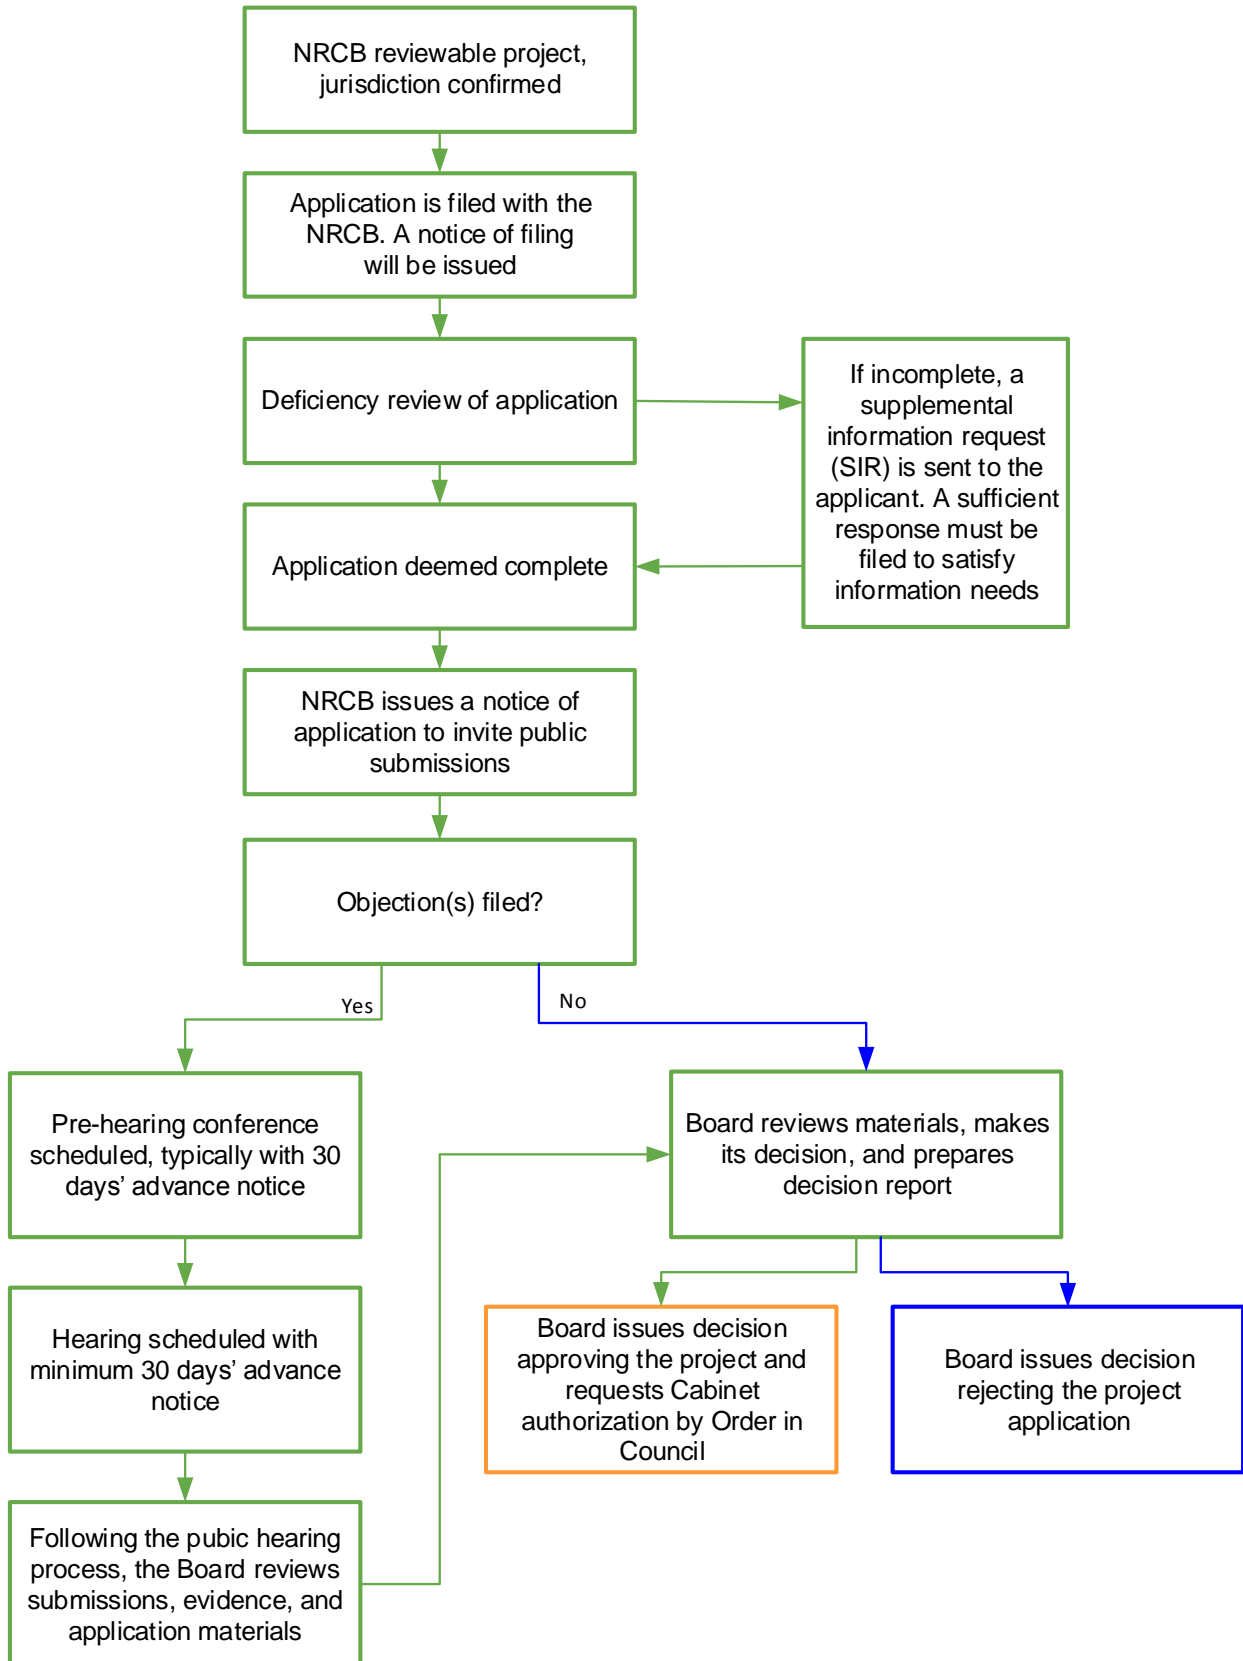 NRCB reviewable project,
jurisdiction confirmed
Application is filed with the
NRCB. A notice of filing
will be issued
Deficiency review of application
If incomplete, a
supplemental
information request
(SIR) is sent to the
applicant. A sufficient
response must be
filed to satisfy
information needs
Application deemed complete
NRCB issues a notice of
application to invite public
submissions
Objection(s) filed?
Yes
No
Pre-hearing conference
scheduled, typically with 30
days’ advance notice
Board reviews materials, makes
its decision, and prepares
decision report
Hearing scheduled with
minimum 30 days’ advance
notice
Board issues decision
approving the project and
requests Cabinet
authorization by Order in
Council
Board issues decision
rejecting the project
application
Following the pubic hearing
process, the Board reviews
submissions, evidence, and
application materials